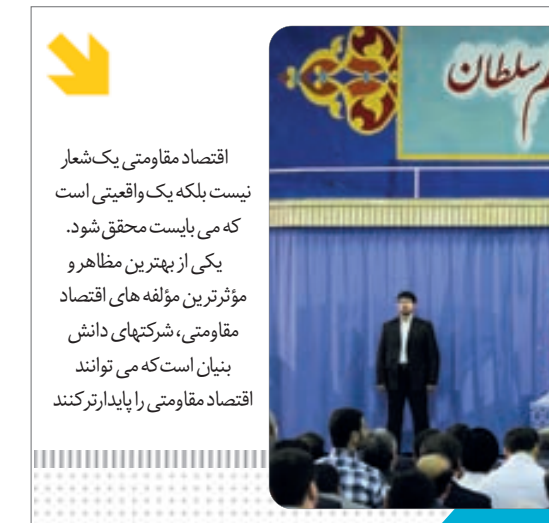 سلطان
اقتصاد مقاومتی یک‌شعار
نیست بلکه یک واقعیتی است
که می بایست محقق شود.
یکی از بهترین مظاهر و
مؤثرترین مؤلفه های اقتصاد
مقاومتی، شرکتهای دانش
بنیان است که می توانند
اقتصاد مقاومتی را پایدارتر کنند